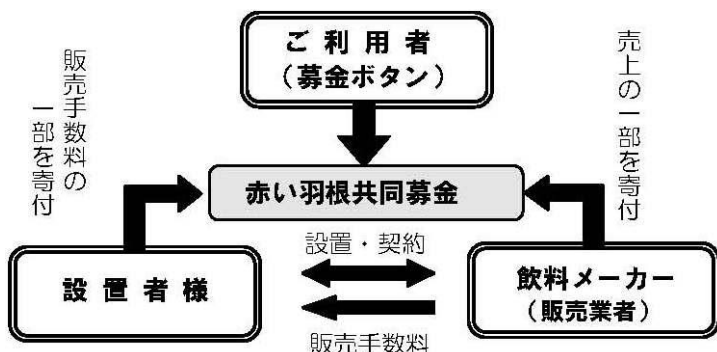 ご利用者
（募金ボタン）
販売手数料の
一部を寄付
売上の一部を寄付
赤い羽根共同募金
設置・契約
設置者様
飲料メーカー
（販売業者）
販売手数料